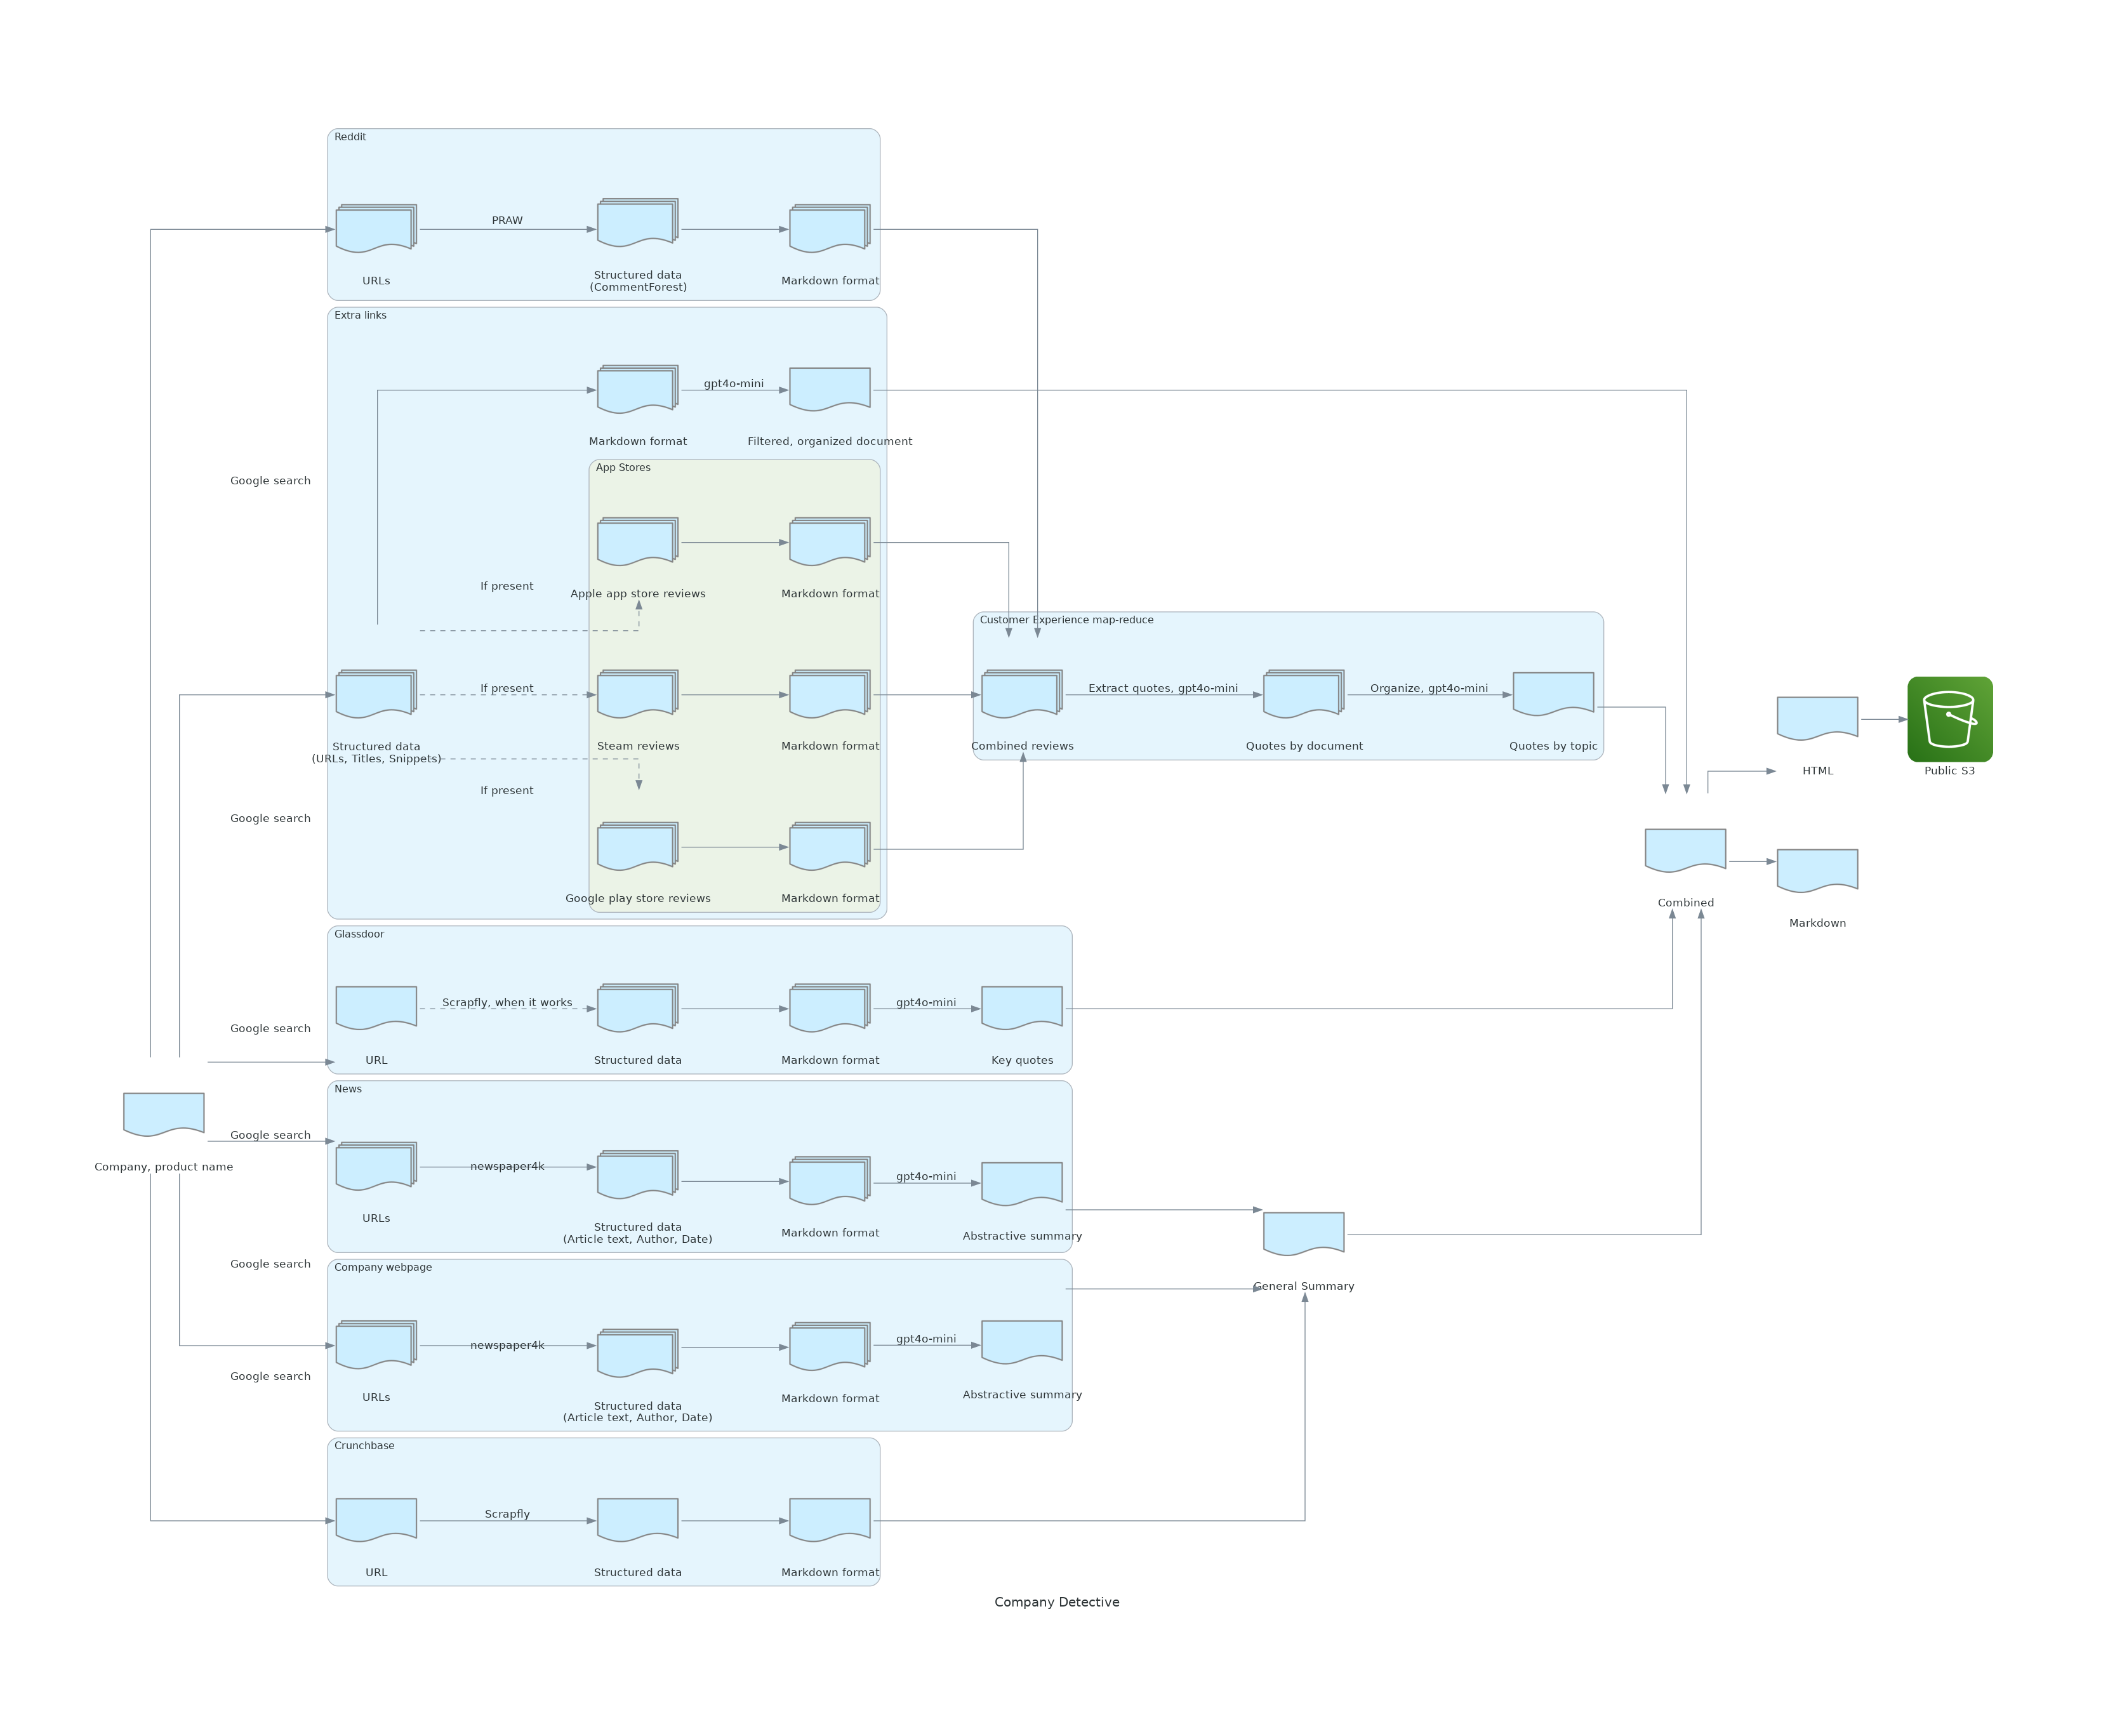 Reddit
PRAW
URLs
Structured data
(CommentForest)
Markdown format
Extra links
gpt4o-mini
Markdown format
Filtered, organized document
Google search
App Stores
If present
Apple app store reviews
Markdown format
Customer Experience map-reduce
If present
Extract quotes, gpt4o-mini
Organize, gpt4o-mini
Structured data
(URLs, Titles, Snippets)
Steam reviews
Markdown format
Combined reviews
Quotes by document
Quotes by topic
HTML
Public S3
If present
Google search
Google play store reviews
Markdown format
Combined
Markdown
Glassdoor
Google search
Scrapfly, when it works
gpt4o-mini
URL
Structured data
Markdown format
Key quotes
News
Google search
Company, product name
newspaper4k
gpt4o-mini
URLs
Structured data
(Article text, Author, Date)
Markdown format
Abstractive summary
Google search
Company webpage
General Summary
newspaper4k
gpt4o-mini
Google search
URLs
Structured data
(Article text, Author, Date)
Markdown format
Abstractive summary
Crunchbase
Scrapfly
URL
Structured data
Markdown format
Company Detective